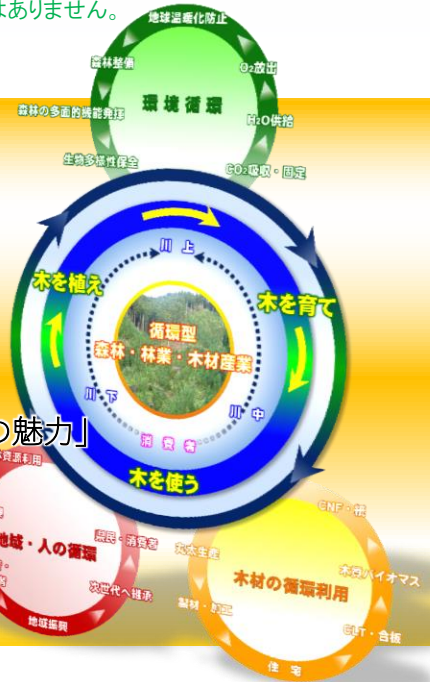 はありません。
地球温暖化防止
森林整備
O₂放出
森林の多面的機能発揮
環境循環
H₂O供給
生物多様性保全
CO₂吸収・固定
川上
木を植え
木を育て
循環型
森林・林業・木材産業
川下
川中
の魅力」
消費者
資源利用
木を使う
CNF・紙
県民・消費者
丸太生産
地域・人の循環
木質バイオマス
木材の循環利用
次世代へ継承
製材・加工
CLT・合板
地域振興
住宅